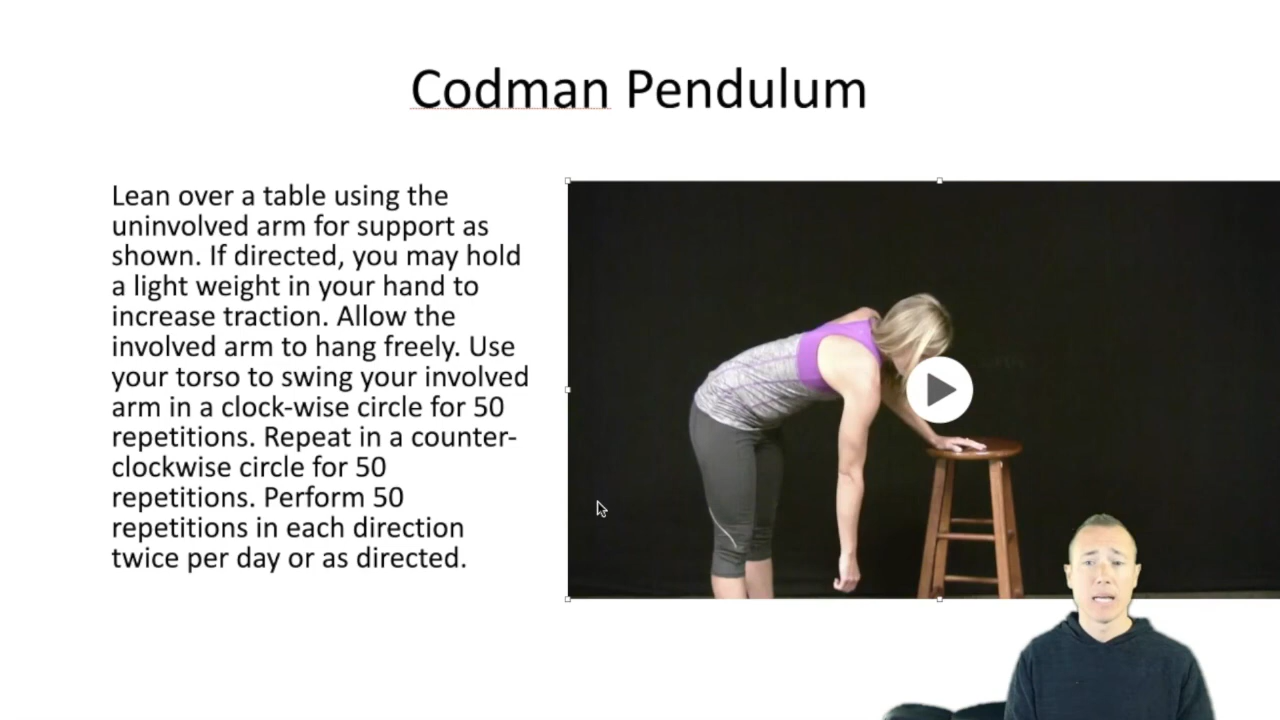 Codman Pendulum
Lean over a table using the
uninvolved arm for support as
shown. If directed, you may hold
a light weight in your hand to
increase traction. Allow the
involved arm to hang freely. Use
your torso to swing your involved
arm in a clock-wise circle for 50
repetitions. Repeat in a counter-
clockwise circle for 50
repetitions. Perform 50
repetitions in each direction
twice per day or as directed.